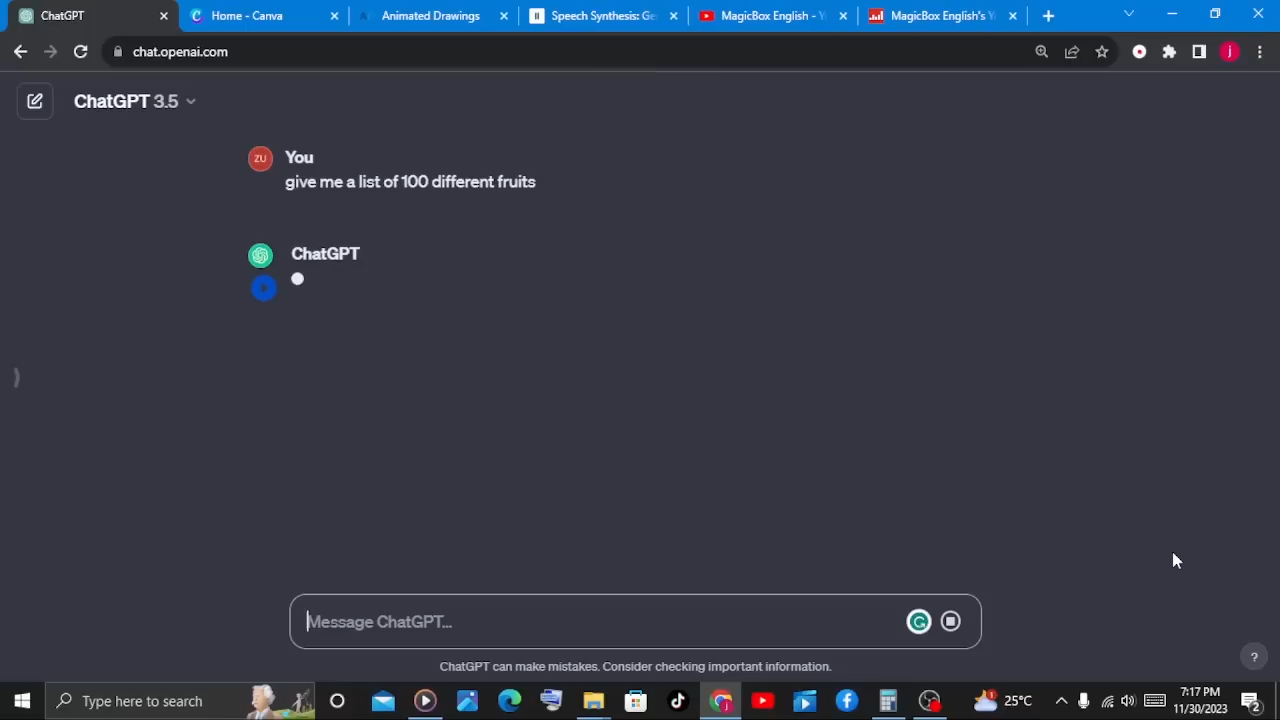 ChatGPT
Home - Canva
Animated Drawings
Speech Synthesis: Ge
MagicBox English - Y
MagicBox English's Y
chat.openai.com
j
ChatGPT 3.5
ZU
You
give me a list of 100 different fruits
ChatGPT
Message ChatGPT...
ChatGPT can make mistakes. Consider checking important information.
?
Type here to search
1
25°C
7:17 PM
11/30/2023
2